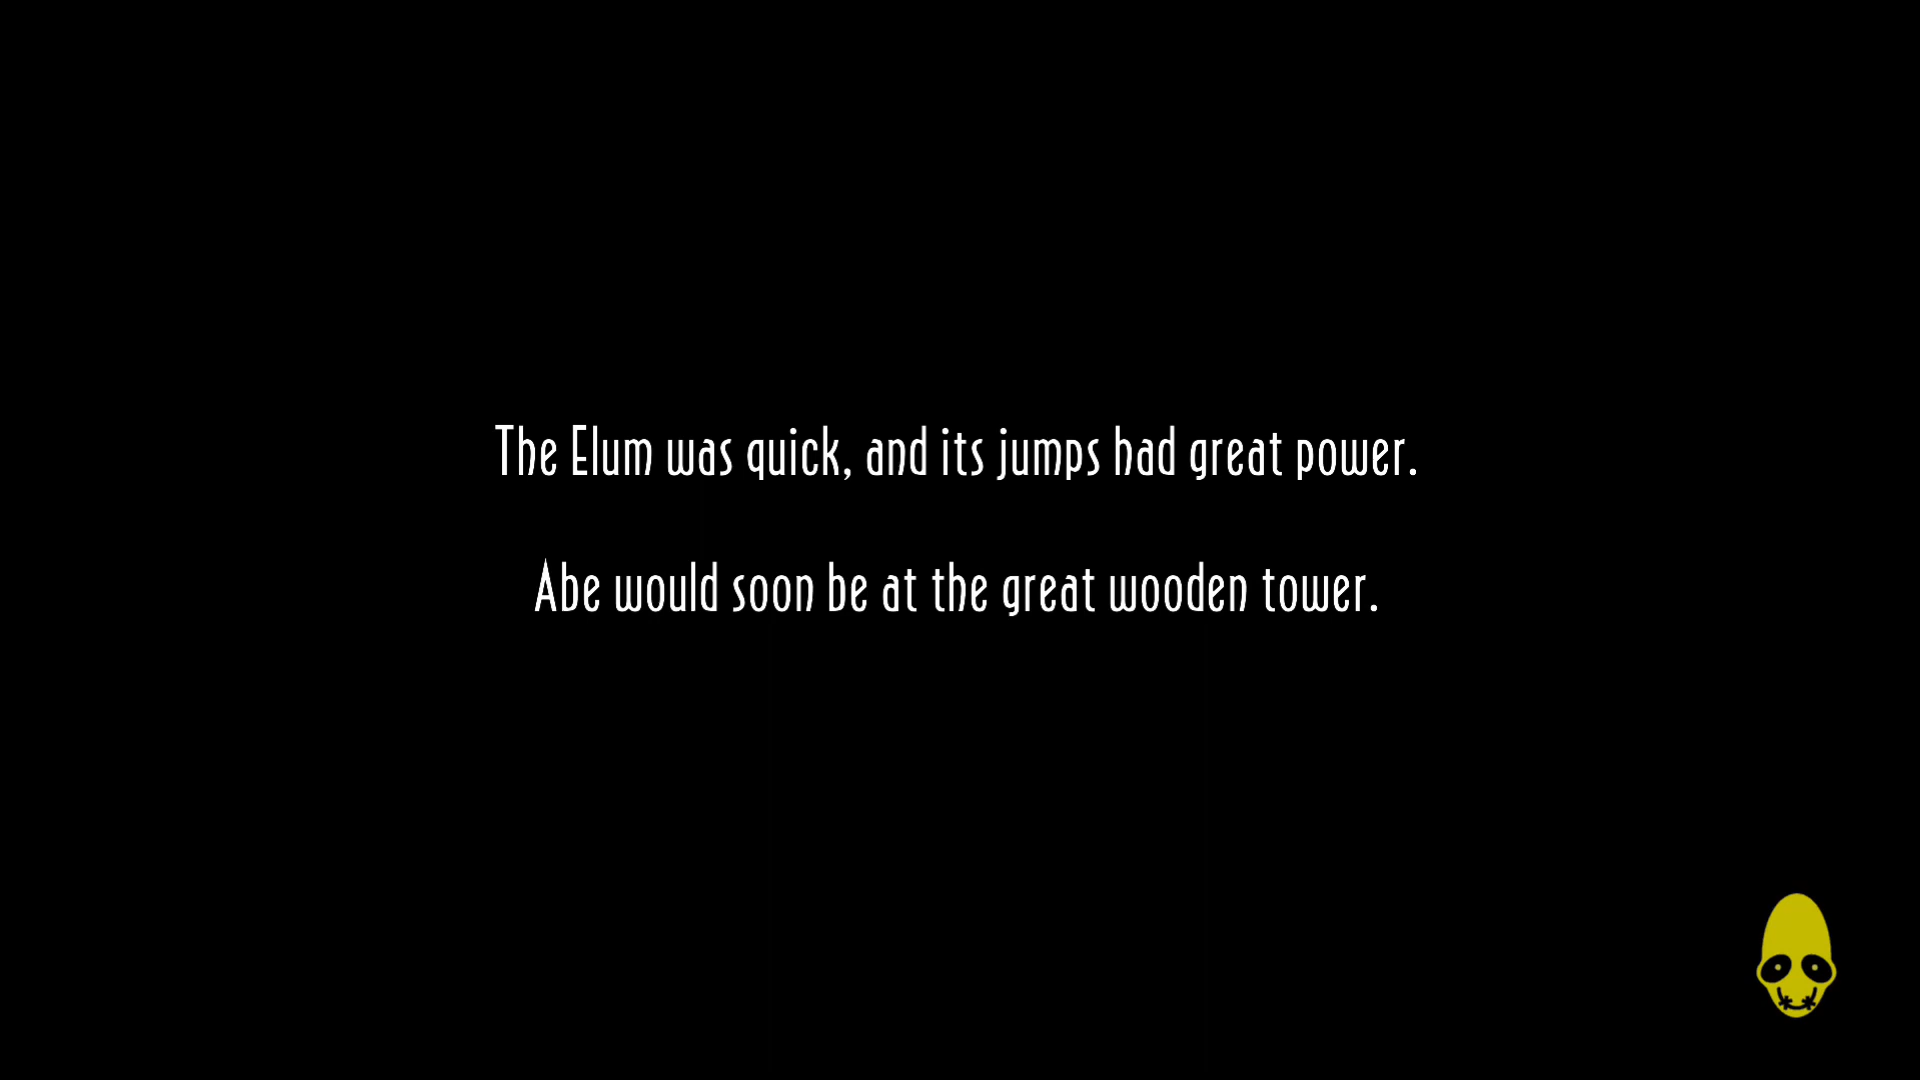 The Elum was quick, and its jumps had great power.
Abe would soon be at the great wooden tower.